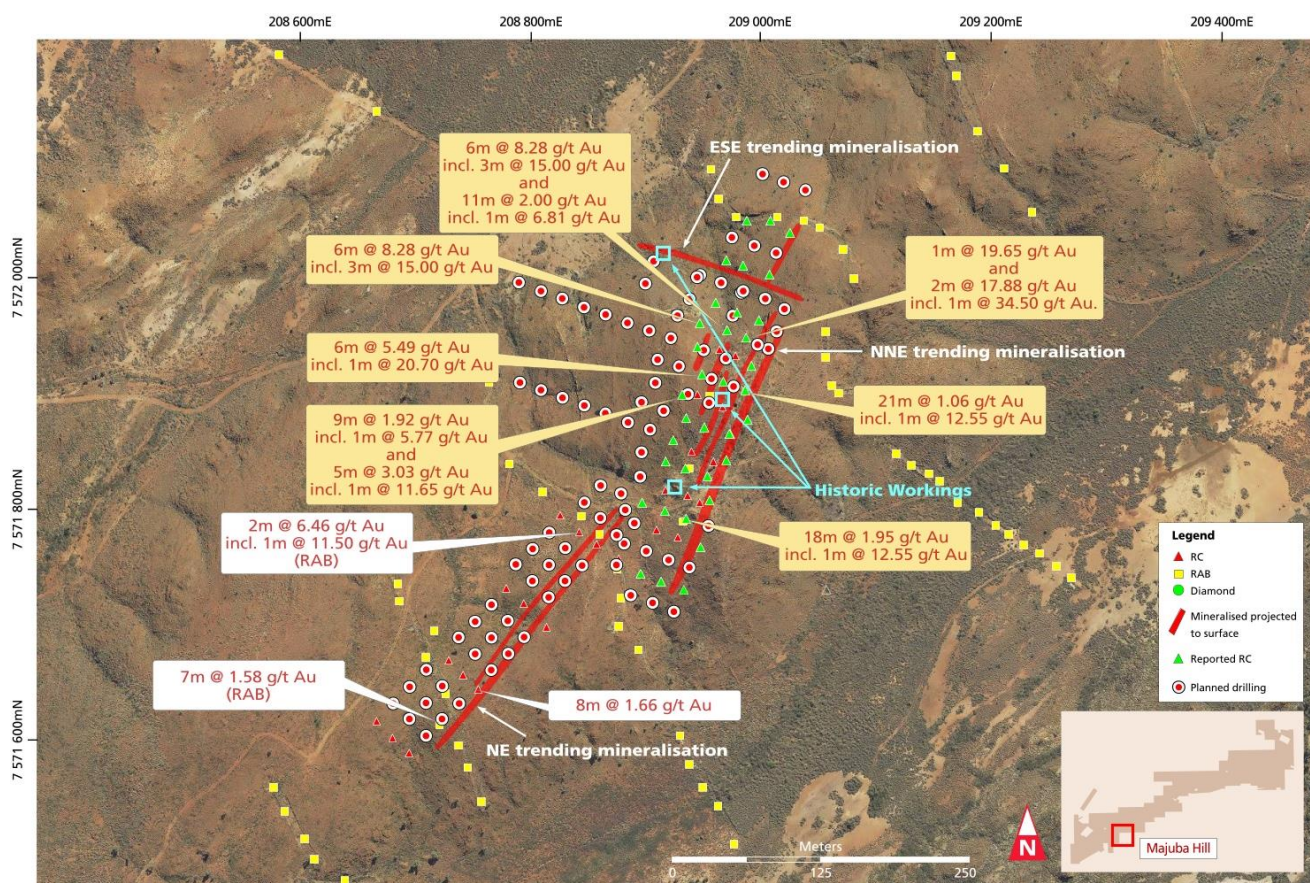 208 600mE
208 800mE
209 000mE
209 200mE
209 400mE
7 572 000mN
7 571 800mN
7 571 600mN
6m @ 8.28 g/t Au
incl. 3m @ 15.00 g/t Au
and
11m @ 2.00 g/t Au
incl. 1m @ 6.81 g/t Au
ESE trending mineralisation
6m @ 8.28 g/t Au
incl. 3m @ 15.00 g/t Au
1m @ 19.65 g/t Au
and
2m @ 17.88 g/t Au
incl. 1m @ 34.50 g/t Au.
6m @ 5.49 g/t Au
incl. 1m @ 20.70 g/t Au
NNE trending mineralisation
9m @ 1.92 g/t Au
incl. 1m @ 5.77 g/t Au
and
5m @ 3.03 g/t Au
incl. 1m @ 11.65 g/t Au
21m @ 1.06 g/t Au
incl. 1m @ 12.55 g/t Au
Historic Workings
2m @ 6.46 g/t Au
incl. 1m @ 11.50 g/t Au
(RAB)
18m @ 1.95 g/t Au
incl. 1m @ 12.55 g/t Au
7m @ 1.58 g/t Au
(RAB)
8m @ 1.66 g/t Au
NE trending mineralisation
Legend
RC
RAB
Diamond
Mineralised projected
to surface
Reported RC
Planned drilling
Majuba Hill
N
Meters
0
125
250